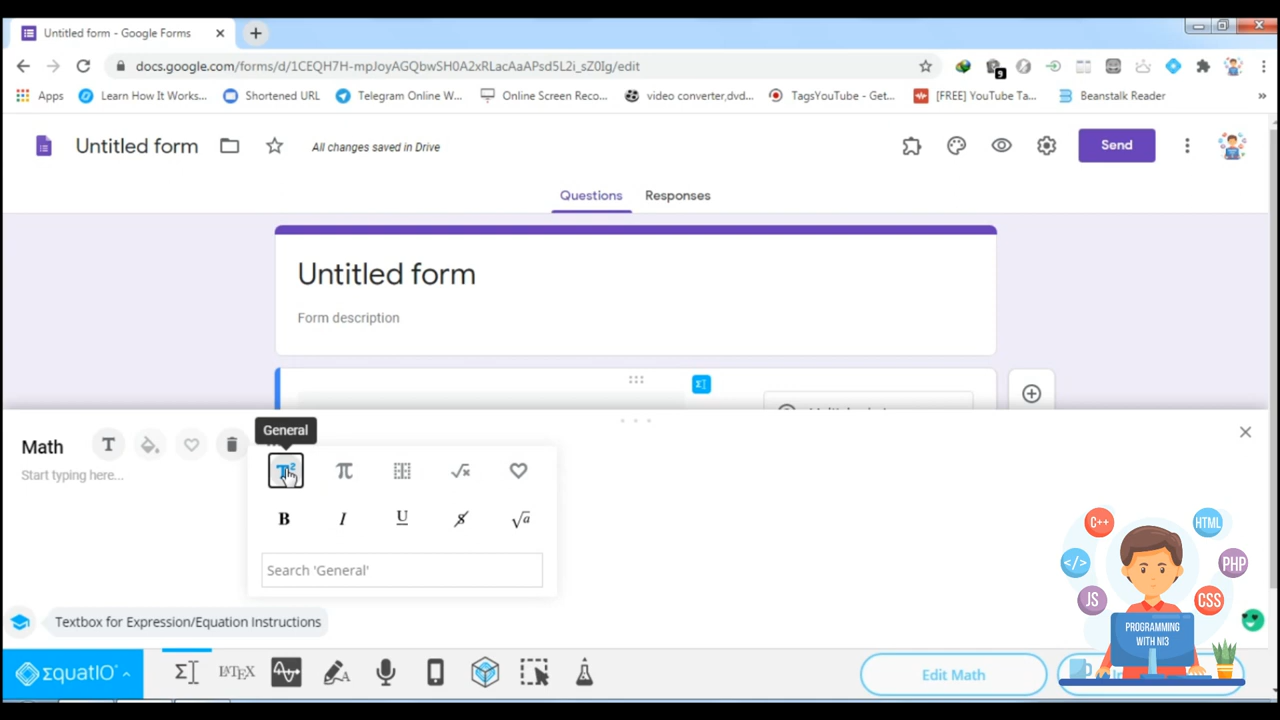 Untitled form - Google Forms
docs.google.com/forms/d/1CEQH7H-mpJoyAGQbwSH0A2xRLacAaAPsd5L2i_sZ0Ig/edit
9
Apps Learn How It Works... Shortened URL Telegram Online W... Online Screen Reco... video converter,dvd... TagsYouTube - Get... [FREE] YouTube Ta... Beanstalk Reader »
Untitled form All changes saved in Drive Send
Questions Responses
Untitled form
Form description
General
Math T
Start typing here...
T² π √x
B I U $ √a
Search 'General'
C++ HTML
</> PHP
JS CSS
PROGRAMMING
WITH NI3
Textbox for Expression/Equation Instructions
EquatIO LATEX Edit Math